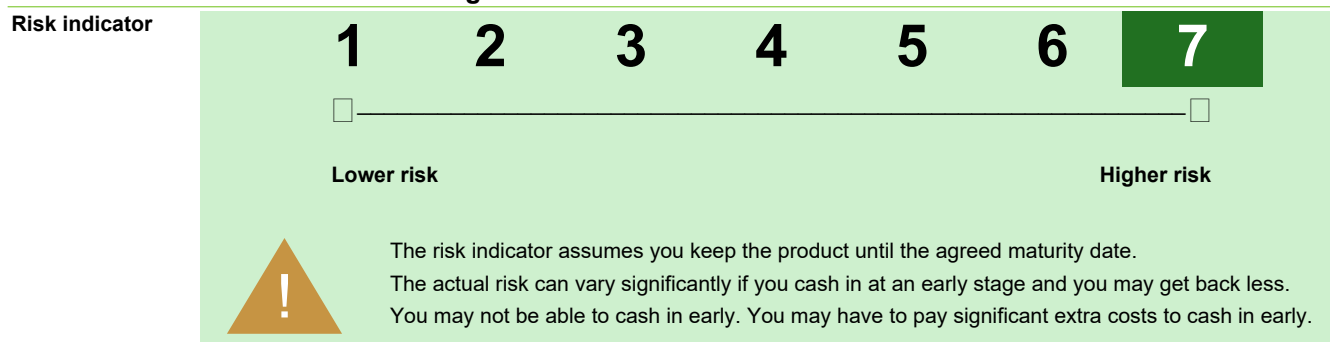 Risk indicator
1 2 3 4 5 6 7
Lower risk Higher risk
! The risk indicator assumes you keep the product until the agreed maturity date.
The actual risk can vary significantly if you cash in at an early stage and you may get back less.
You may not be able to cash in early. You may have to pay significant extra costs to cash in early.